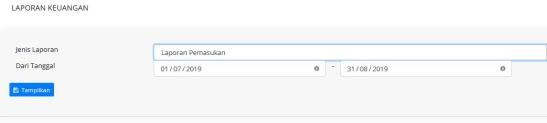 LAPORAN KEUANGAN
Jenis Laporan Laporan Pemasukan
Dari Tanggal 01 / 07 / 2019 - 31 / 08 / 2019
Tampilkan